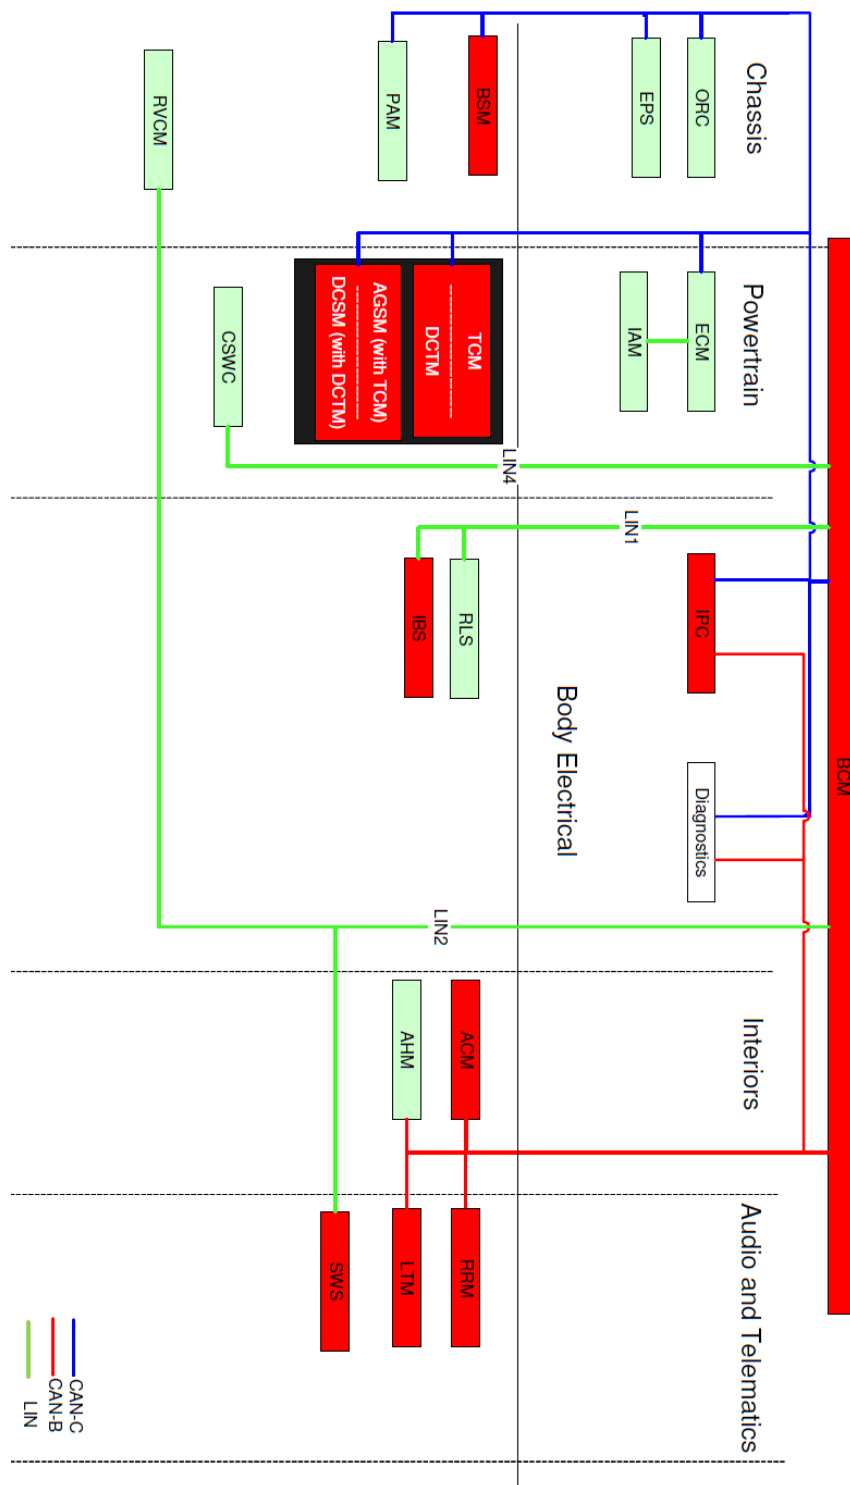 BCM
Chassis
ORC
EPS
BSM
PAM
RVCM
Powertrain
ECM
IAM
TCM
--------------------
DCTM
AGSM (with TCM)
--------------------
DCSM (with DCTM)
CSWC
LIN4
LIN1
IPC
RLS
IBS
Body Electrical
Diagnostics
LIN2
Interiors
ACM
AHM
Audio and Telematics
RRM
LTM
SWS
CAN-C
CAN-B
LIN